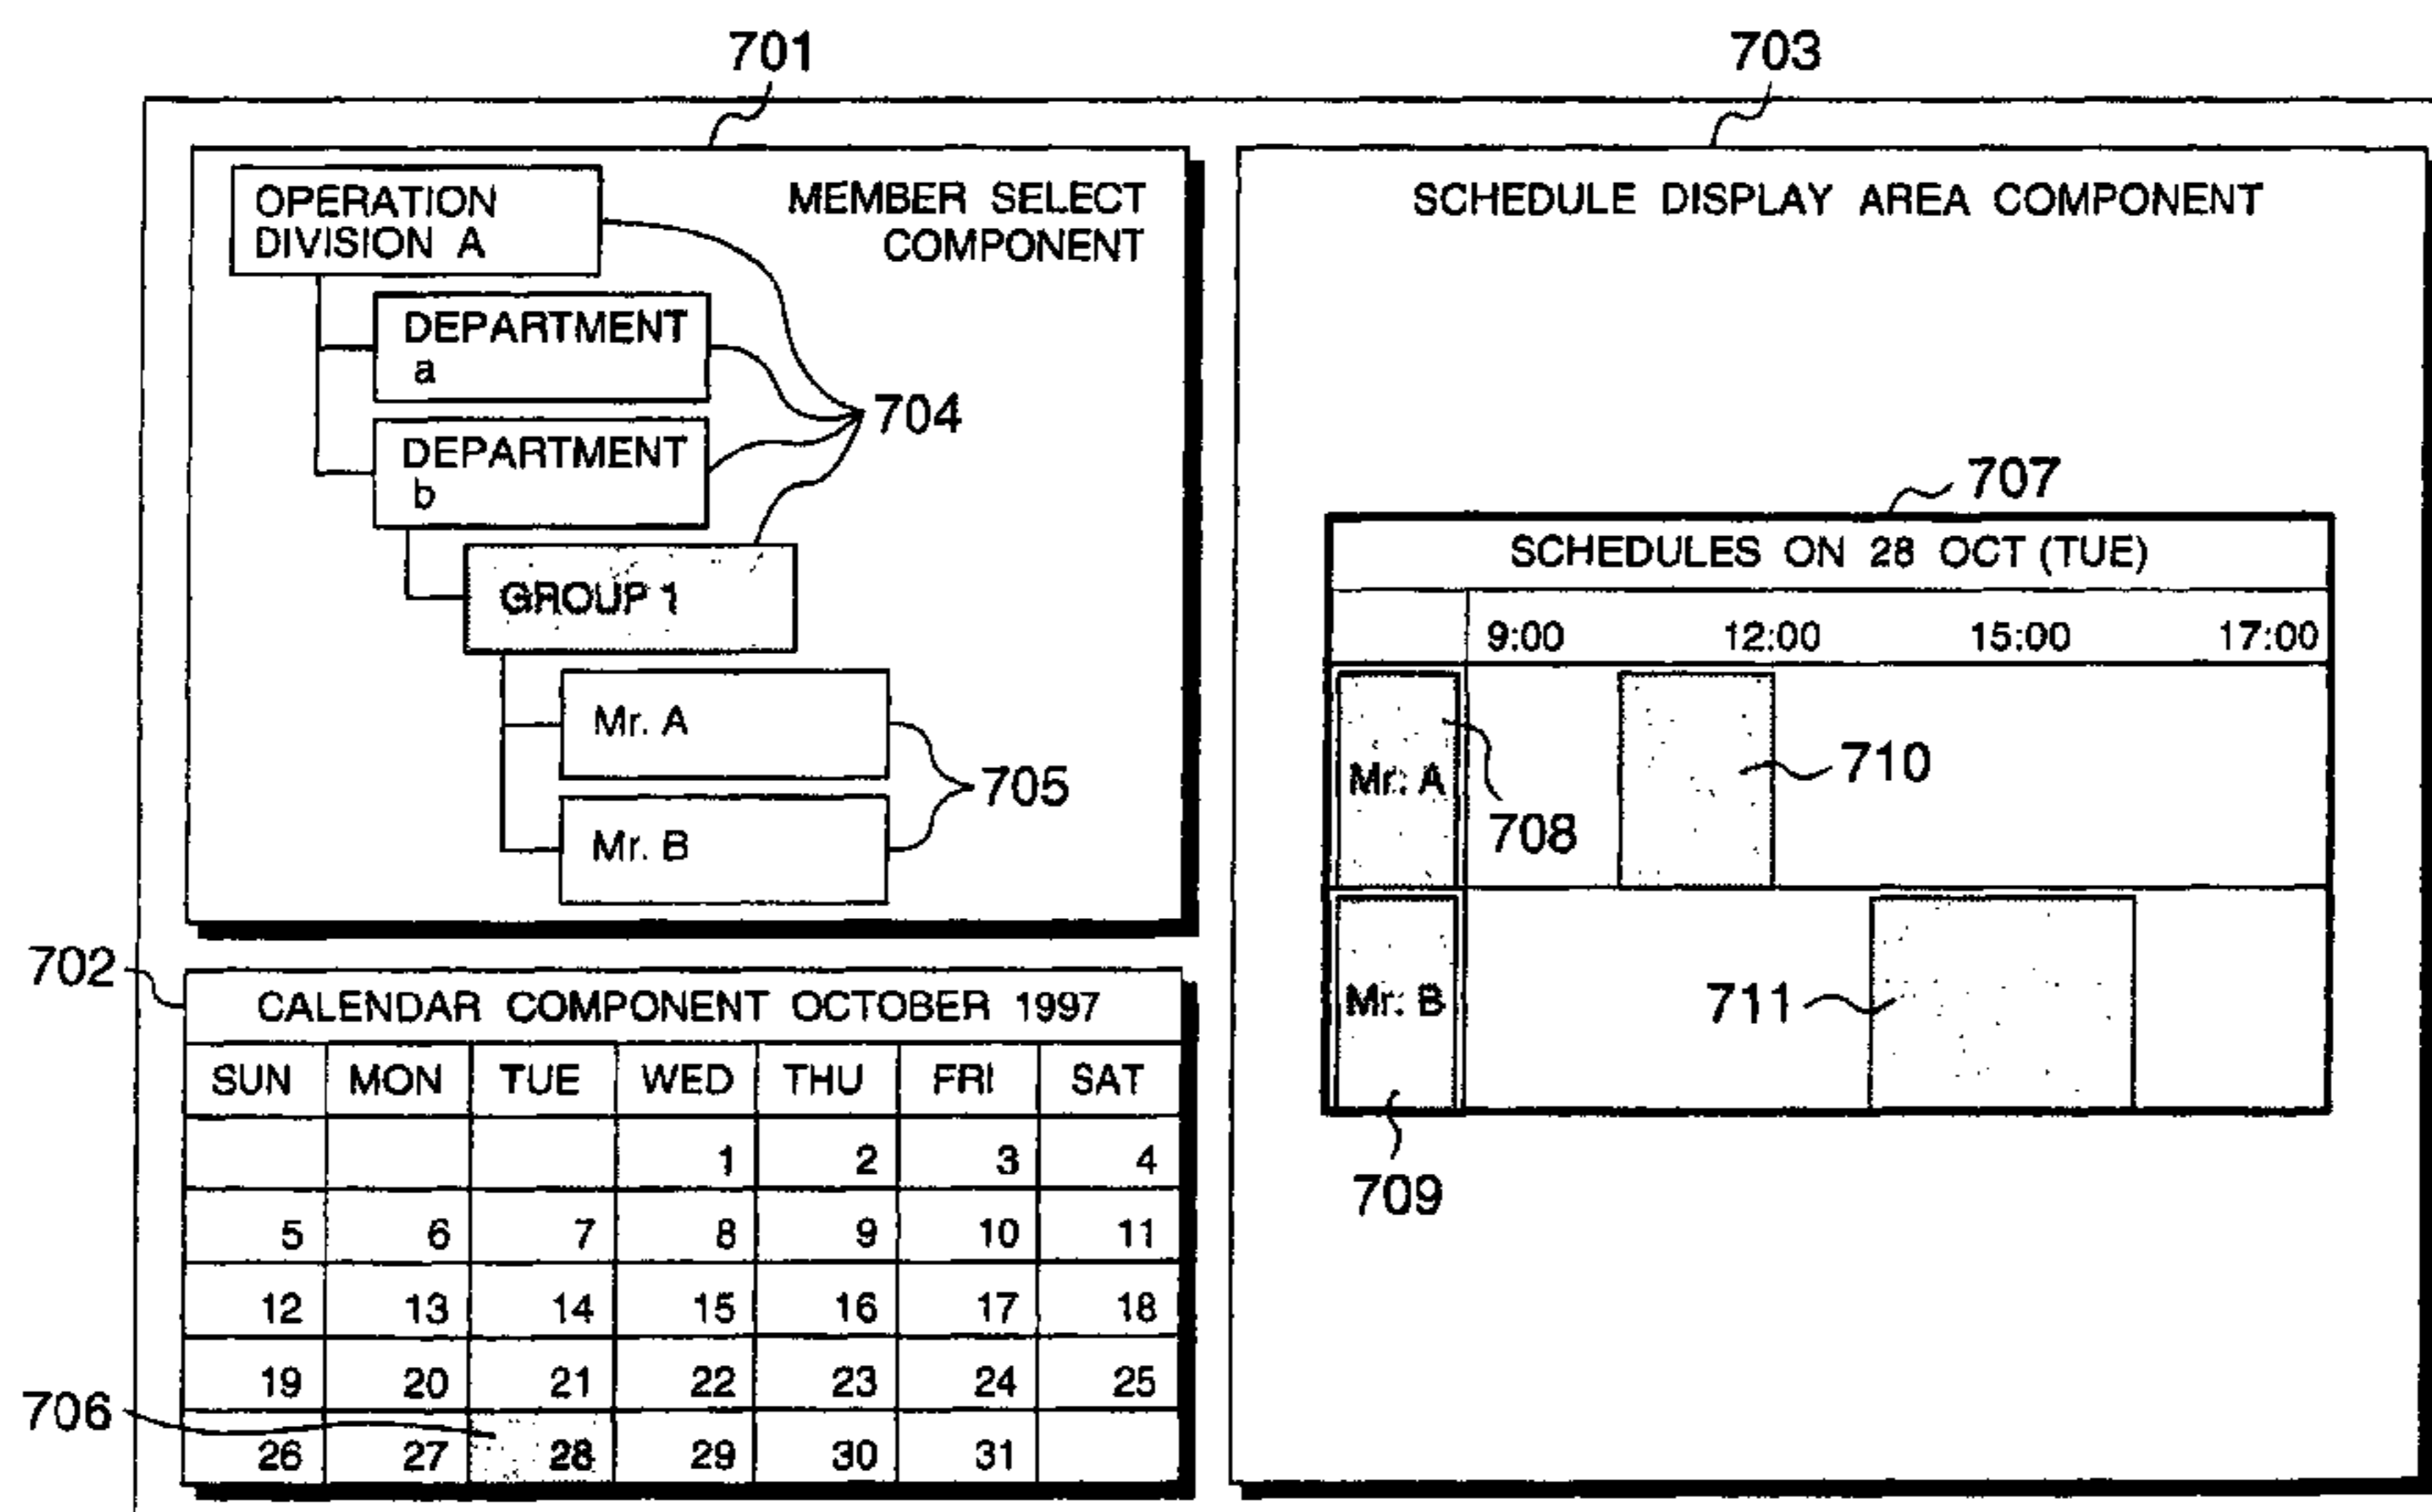 701
703
OPERATION
DIVISION A
MEMBER SELECT
COMPONENT
DEPARTMENT
a
704
DEPARTMENT
b
GROUP 1
Mr. A
705
Mr. B
702
CALENDAR COMPONENT OCTOBER 1997
SUN MON TUE WED THU FRI SAT
1 2 3 4
5 6 7 8 9 10 11
12 13 14 15 16 17 18
19 20 21 22 23 24 25
706
26 27 28 29 30 31
SCHEDULE DISPLAY AREA COMPONENT
707
SCHEDULES ON 28 OCT (TUE)
9:00 12:00 15:00 17:00
Mr. A
710
708
Mr. B
711
709